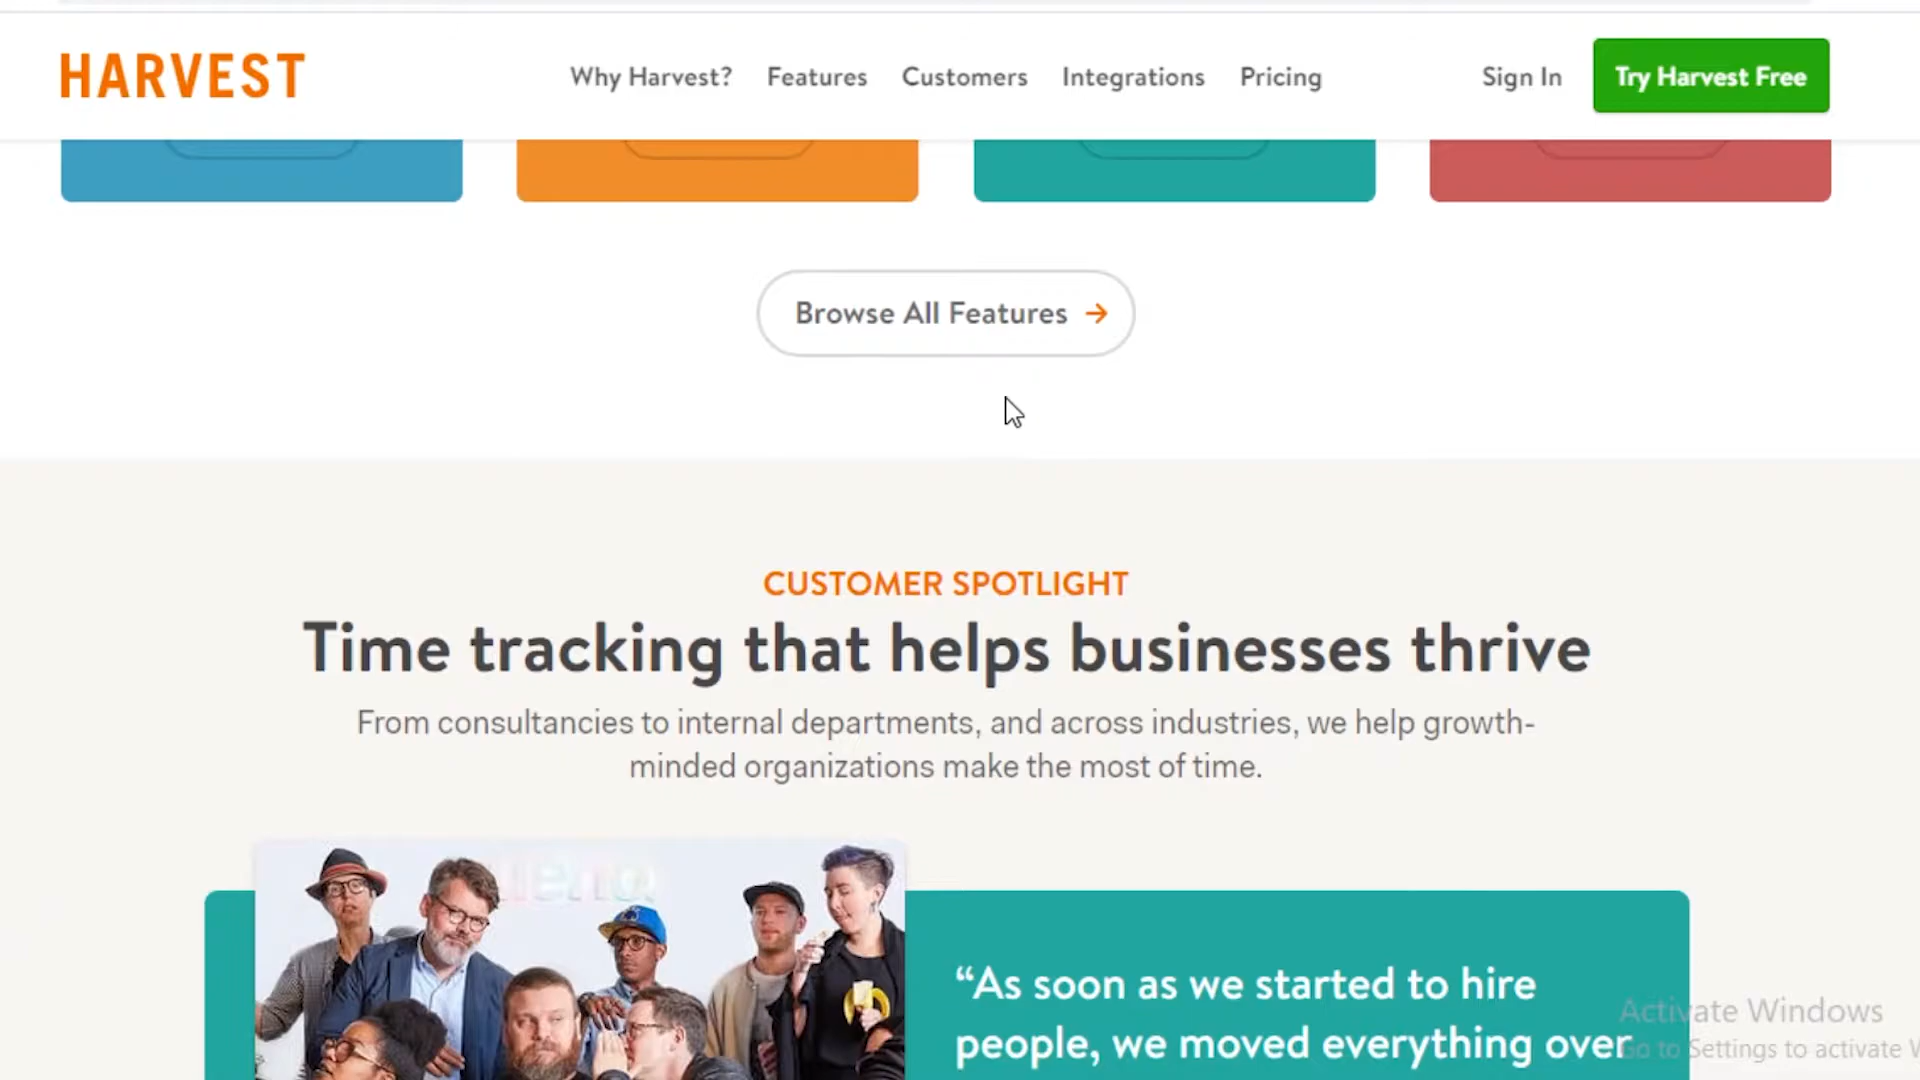 HARVEST
Why Harvest? Features Customers Integrations Pricing Sign In Try Harvest Free
Browse All Features →
CUSTOMER SPOTLIGHT
Time tracking that helps businesses thrive
From consultancies to internal departments, and across industries, we help growth-
minded organizations make the most of time.
“As soon as we started to hire
people, we moved everything over
Activate Windows
Go to Settings to activate W